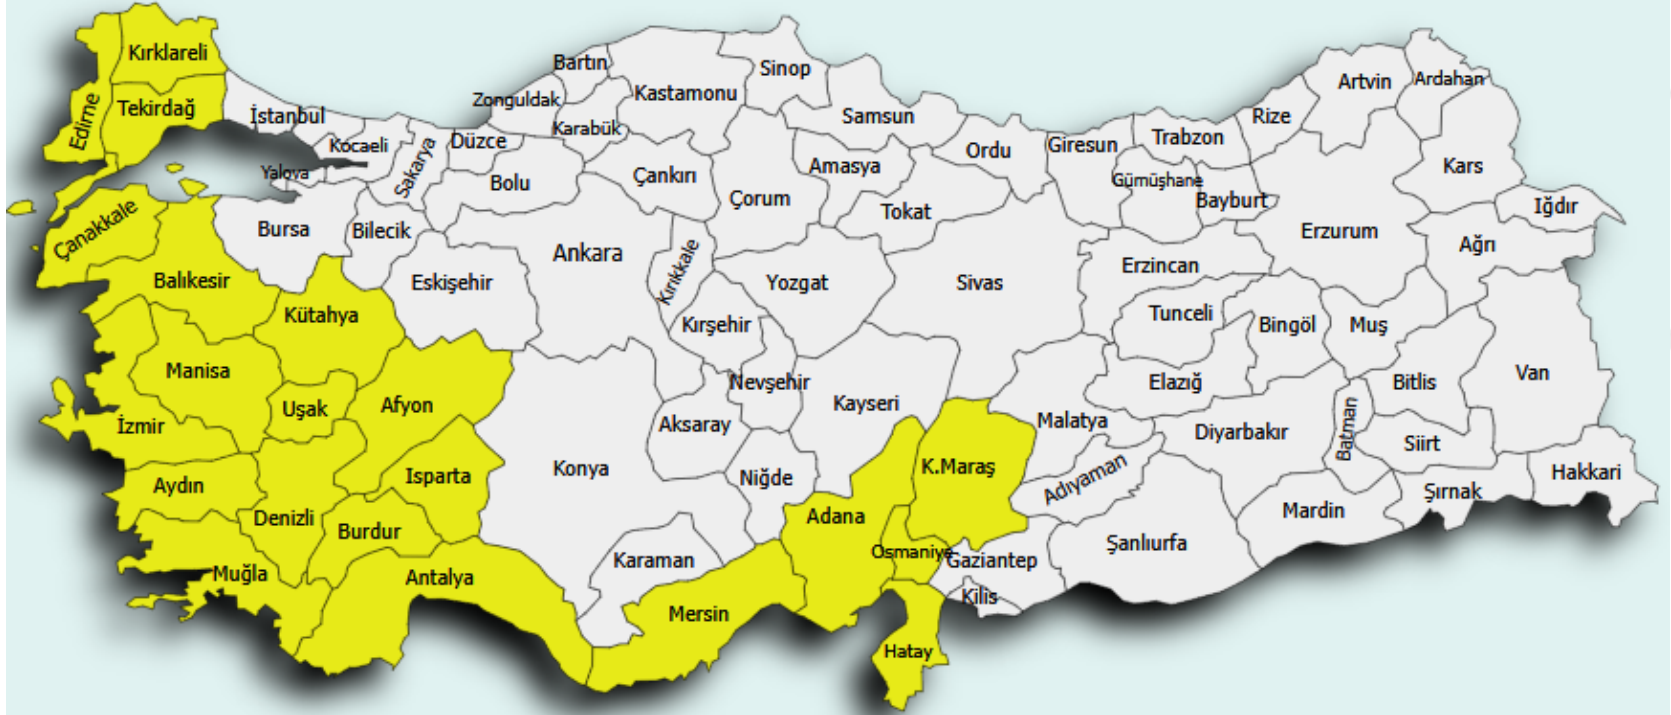 Kırklareli
Edirne
Tekirdağ
İstanbul
Kocaeli
Yalova
Sakarya
Düzce
Zonguldak
Bartın
Karabük
Kastamonu
Sinop
Samsun
Ordu
Giresun
Trabzon
Rize
Artvin
Ardahan
Kars
Iğdır
Ağrı
Erzurum
Bayburt
Gümüşhane
Tokat
Amasya
Çorum
Çankırı
Bolu
Bilecik
Bursa
Çanakkale
Balıkesir
Kütahya
Eskişehir
Ankara
Kırıkkale
Kırşehir
Yozgat
Sivas
Erzincan
Tunceli
Bingöl
Muş
Bitlis
Van
Hakkari
Şırnak
Siirt
Batman
Mardin
Diyarbakır
Elazığ
Malatya
Adıyaman
Şanlıurfa
Gaziantep
Kilis
K.Maraş
Osmaniye
Hatay
Adana
Kayseri
Nevşehir
Aksaray
Niğde
Konya
Karaman
Mersin
Antalya
Isparta
Burdur
Afyon
Uşak
Manisa
İzmir
Aydın
Denizli
Muğla